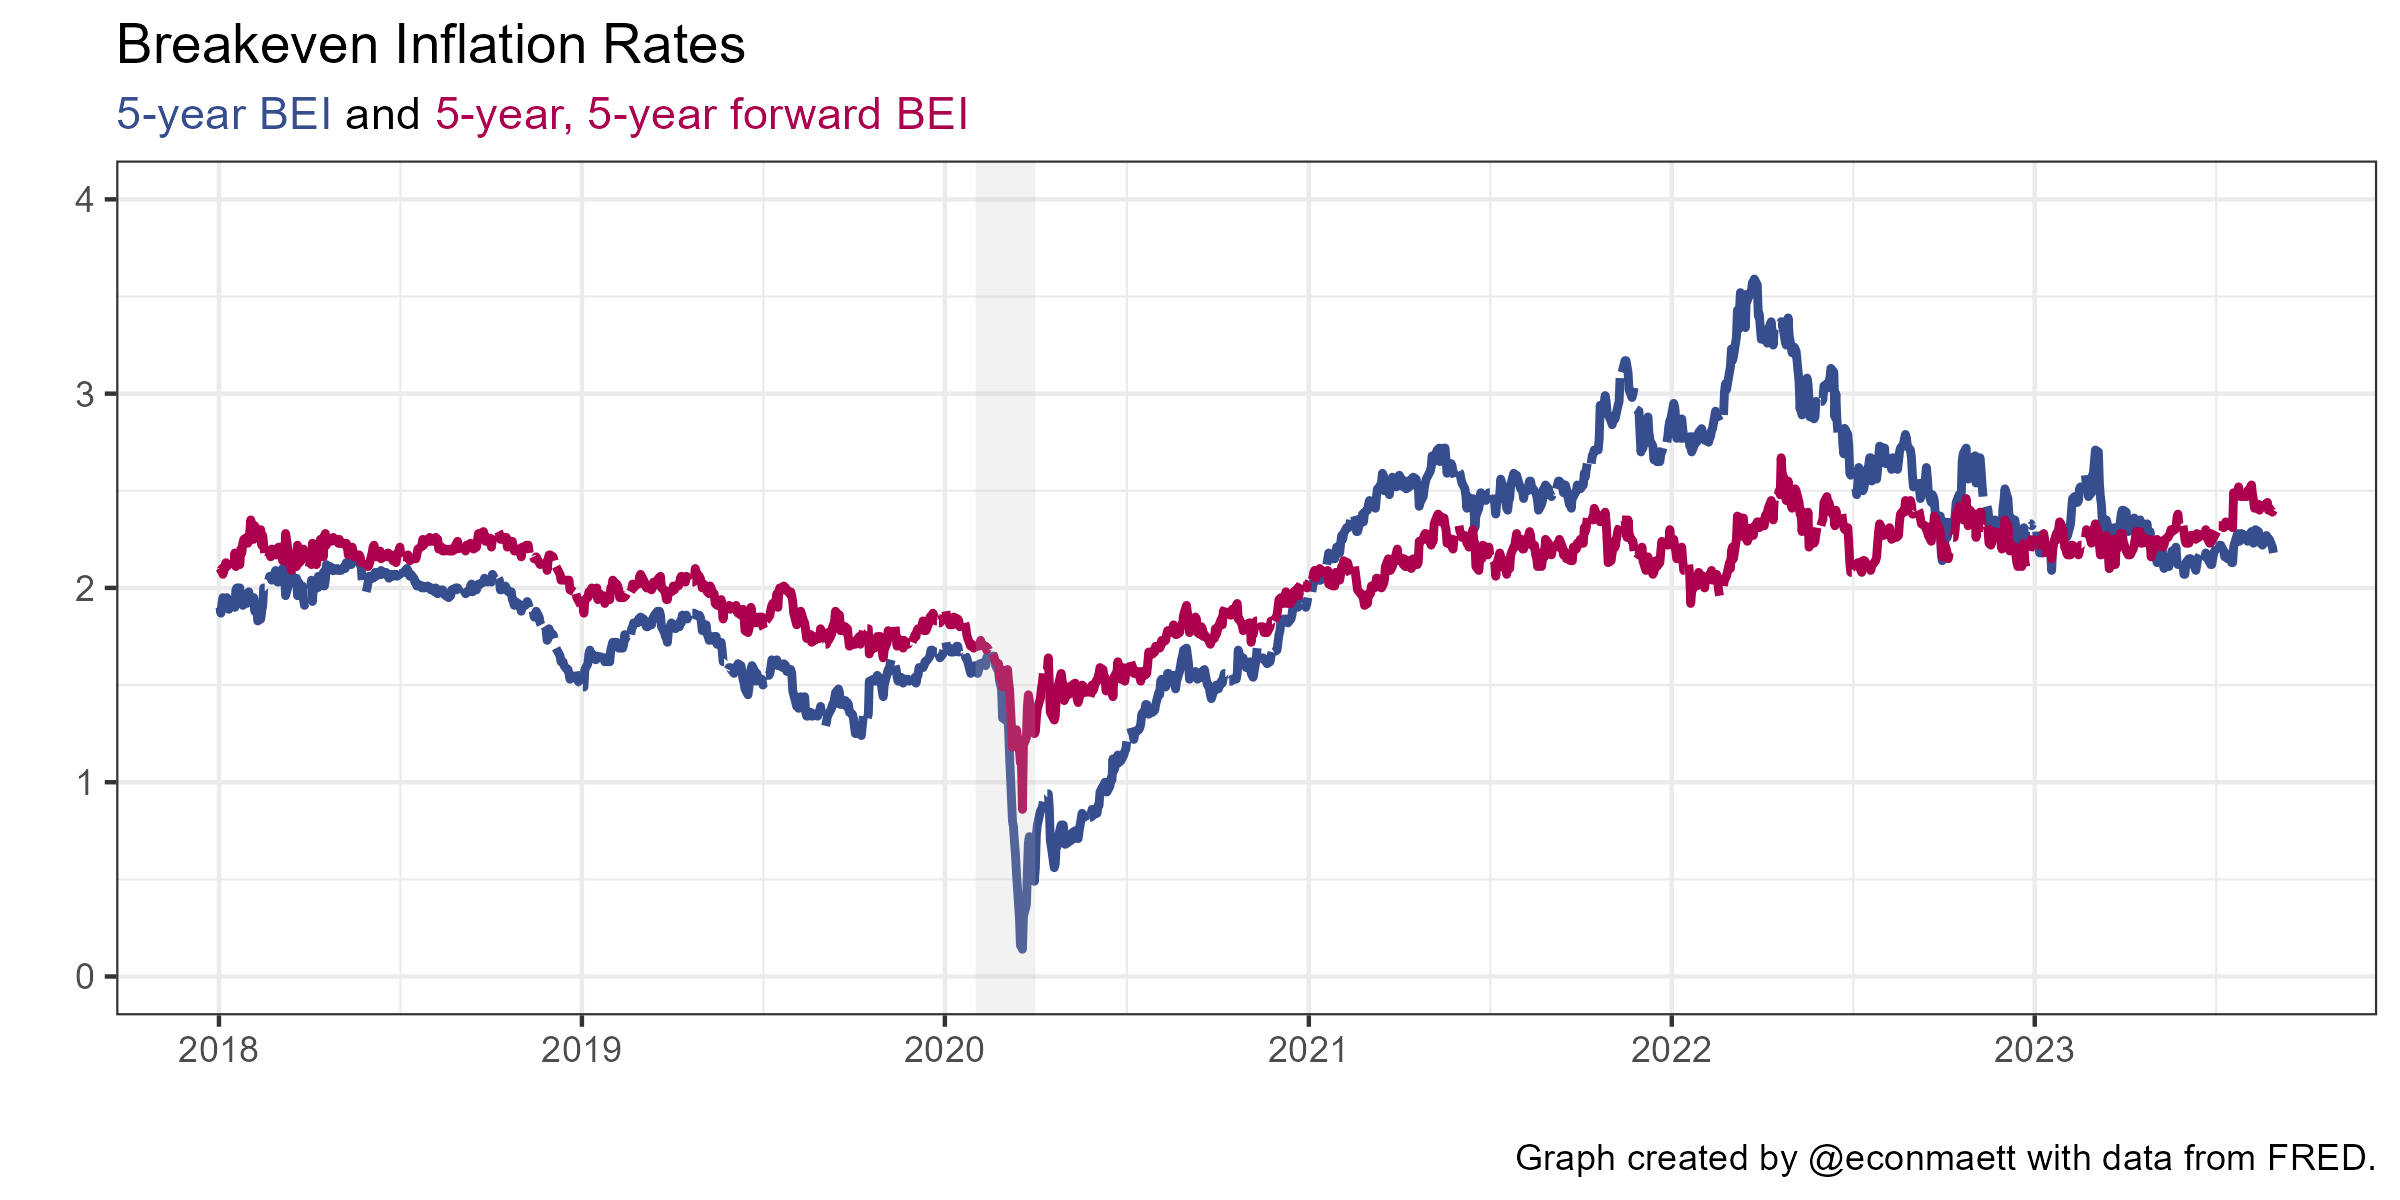 Breakeven Inflation Rates
5-year BEI and 5-year, 5-year forward BEI
4
3
2
1
0
2018 2019 2020 2021 2022 2023
Graph created by @econmaett with data from FRED.